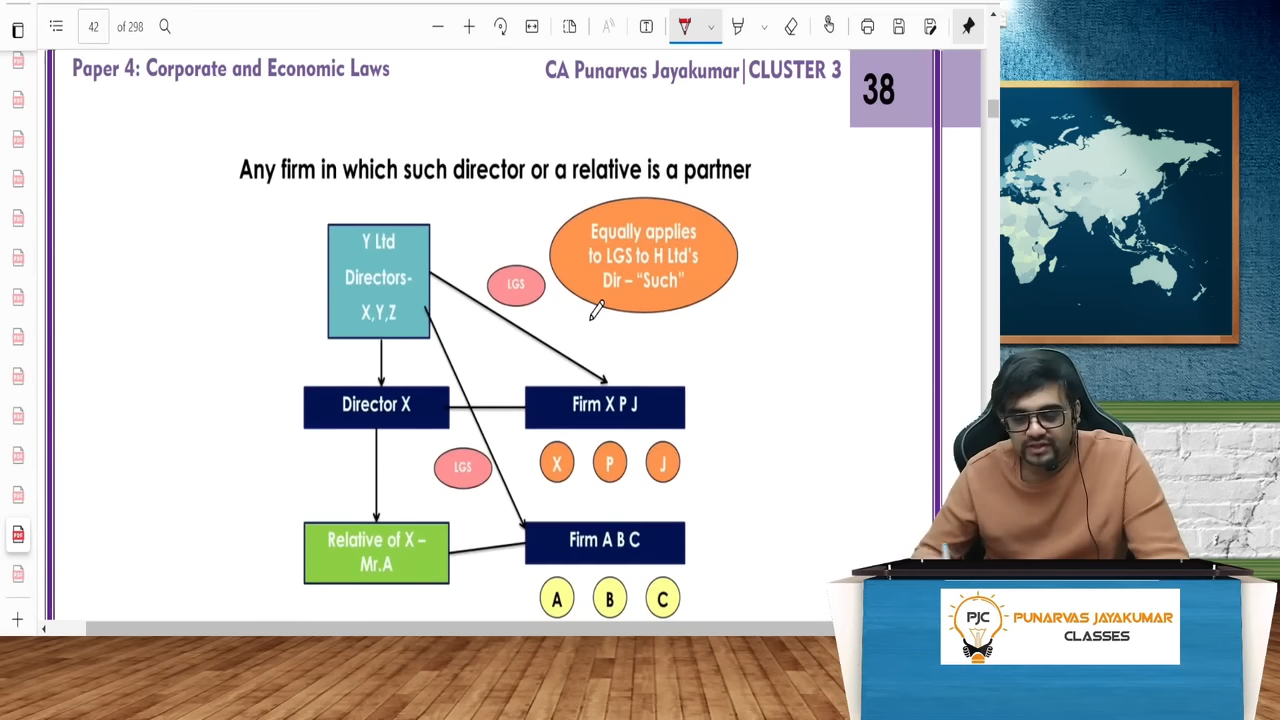 42 of 298
Paper 4: Corporate and Economic Laws
CA Punarvas Jayakumar|CLUSTER 3
38
Any firm in which such director or a relative is a partner
Y Ltd
Directors-
X,Y,Z
LGS
Equally applies
to LGS to H Ltd's
Dir – "Such"
Director X
Firm X P J
X P J
LGS
Relative of X –
Mr.A
Firm A B C
A B C
PJC
PUNARVAS JAYAKUMAR
CLASSES